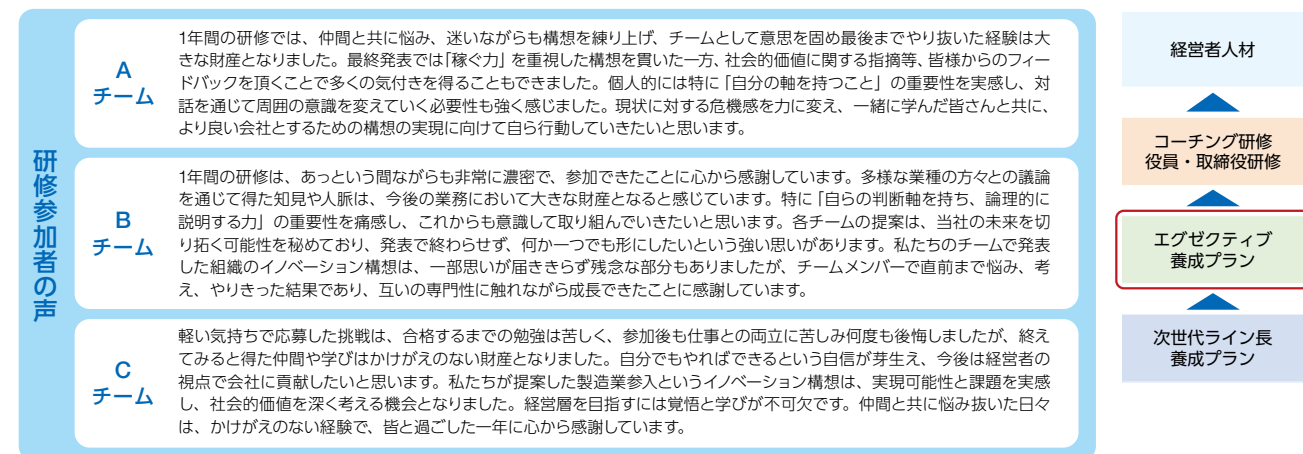 研修参加者の声
A
チーム
1年間の研修では、仲間と共に悩み、迷いながらも構想を練り上げ、チームとして意思を固め最後までやり抜いた経験は大
きな財産となりました。最終発表では「稼ぐ力」を重視した構想を貫いた一方、社会的価値に関する指摘等、皆様からのフィー
ドバックを頂くことで多くの気付きを得ることもできました。個人的には特に「自分の軸を持つこと」の重要性を実感し、対
話を通じて周囲の意識を変えていく必要性も強く感じました。現状に対する危機感を力に変え、一緒に学んだ皆さんと共に、
より良い会社とするための構想の実現に向けて自ら行動していきたいと思います。
B
チーム
1年間の研修は、あっという間ながらも非常に濃密で、参加できたことに心から感謝しています。多様な業種の方々との議論
を通じて得た知見や人脈は、今後の業務において大きな財産となると感じています。特に「自らの判断軸を持ち、論理的に
説明する力」の重要性を痛感し、これからも意識して取り組んでいきたいと思います。各チームの提案は、当社の未来を切
り拓く可能性を秘めており、発表で終わらせず、何か一つでも形にしたいという強い思いがあります。私たちのチームで発表
した組織のイノベーション構想は、一部思いが届ききらず残念な部分もありましたが、チームメンバーで直前まで悩み、考
え、やりきった結果であり、互いの専門性に触れながら成長できたことに感謝しています。
C
チーム
軽い気持ちで応募した挑戦は、合格するまでの勉強は苦しく、参加後も仕事との両立に苦しみ何度も後悔しましたが、終え
てみると得た仲間や学びはかけがえのない財産となりました。自分でもやればできるという自信が芽生え、今後は経営者の
視点で会社に貢献したいと思います。私たちが提案した製造業参入というイノベーション構想は、実現可能性と課題を実感
し、社会的価値を深く考える機会となりました。経営層を目指すには覚悟と学びが不可欠です。仲間と共に悩み抜いた日々
は、かけがえのない経験で、皆と過ごした一年に心から感謝しています。
経営者人材
コーチング研修
役員・取締役研修
エグゼクティブ
養成プラン
次世代ライン長
養成プラン